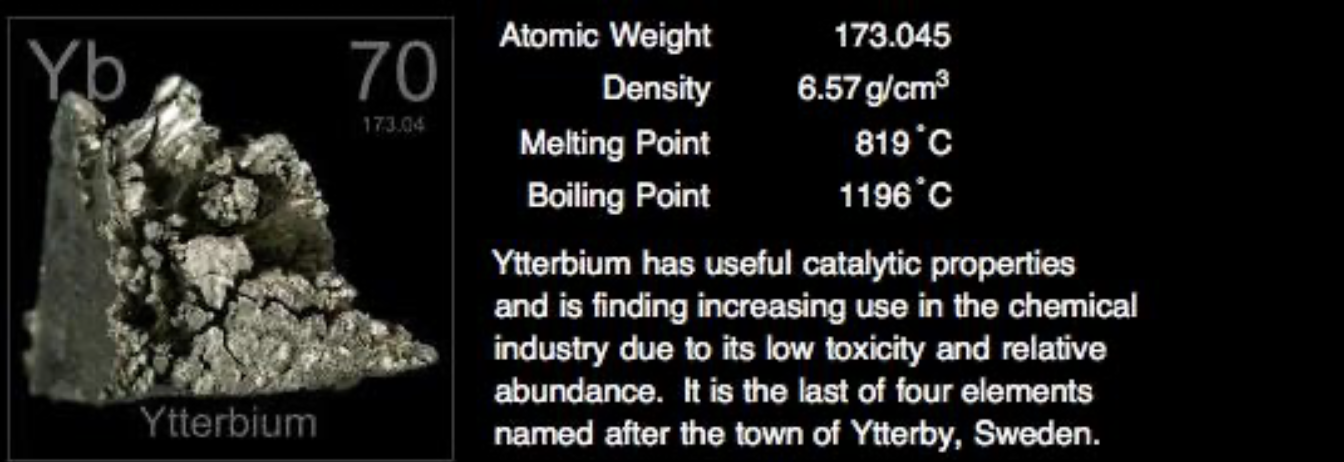 Yb 70
173.04
Ytterbium
Atomic Weight 173.045
Density 6.57 g/cm³
Melting Point 819 °C
Boiling Point 1196 °C
Ytterbium has useful catalytic properties
and is finding increasing use in the chemical
industry due to its low toxicity and relative
abundance. It is the last of four elements
named after the town of Ytterby, Sweden.